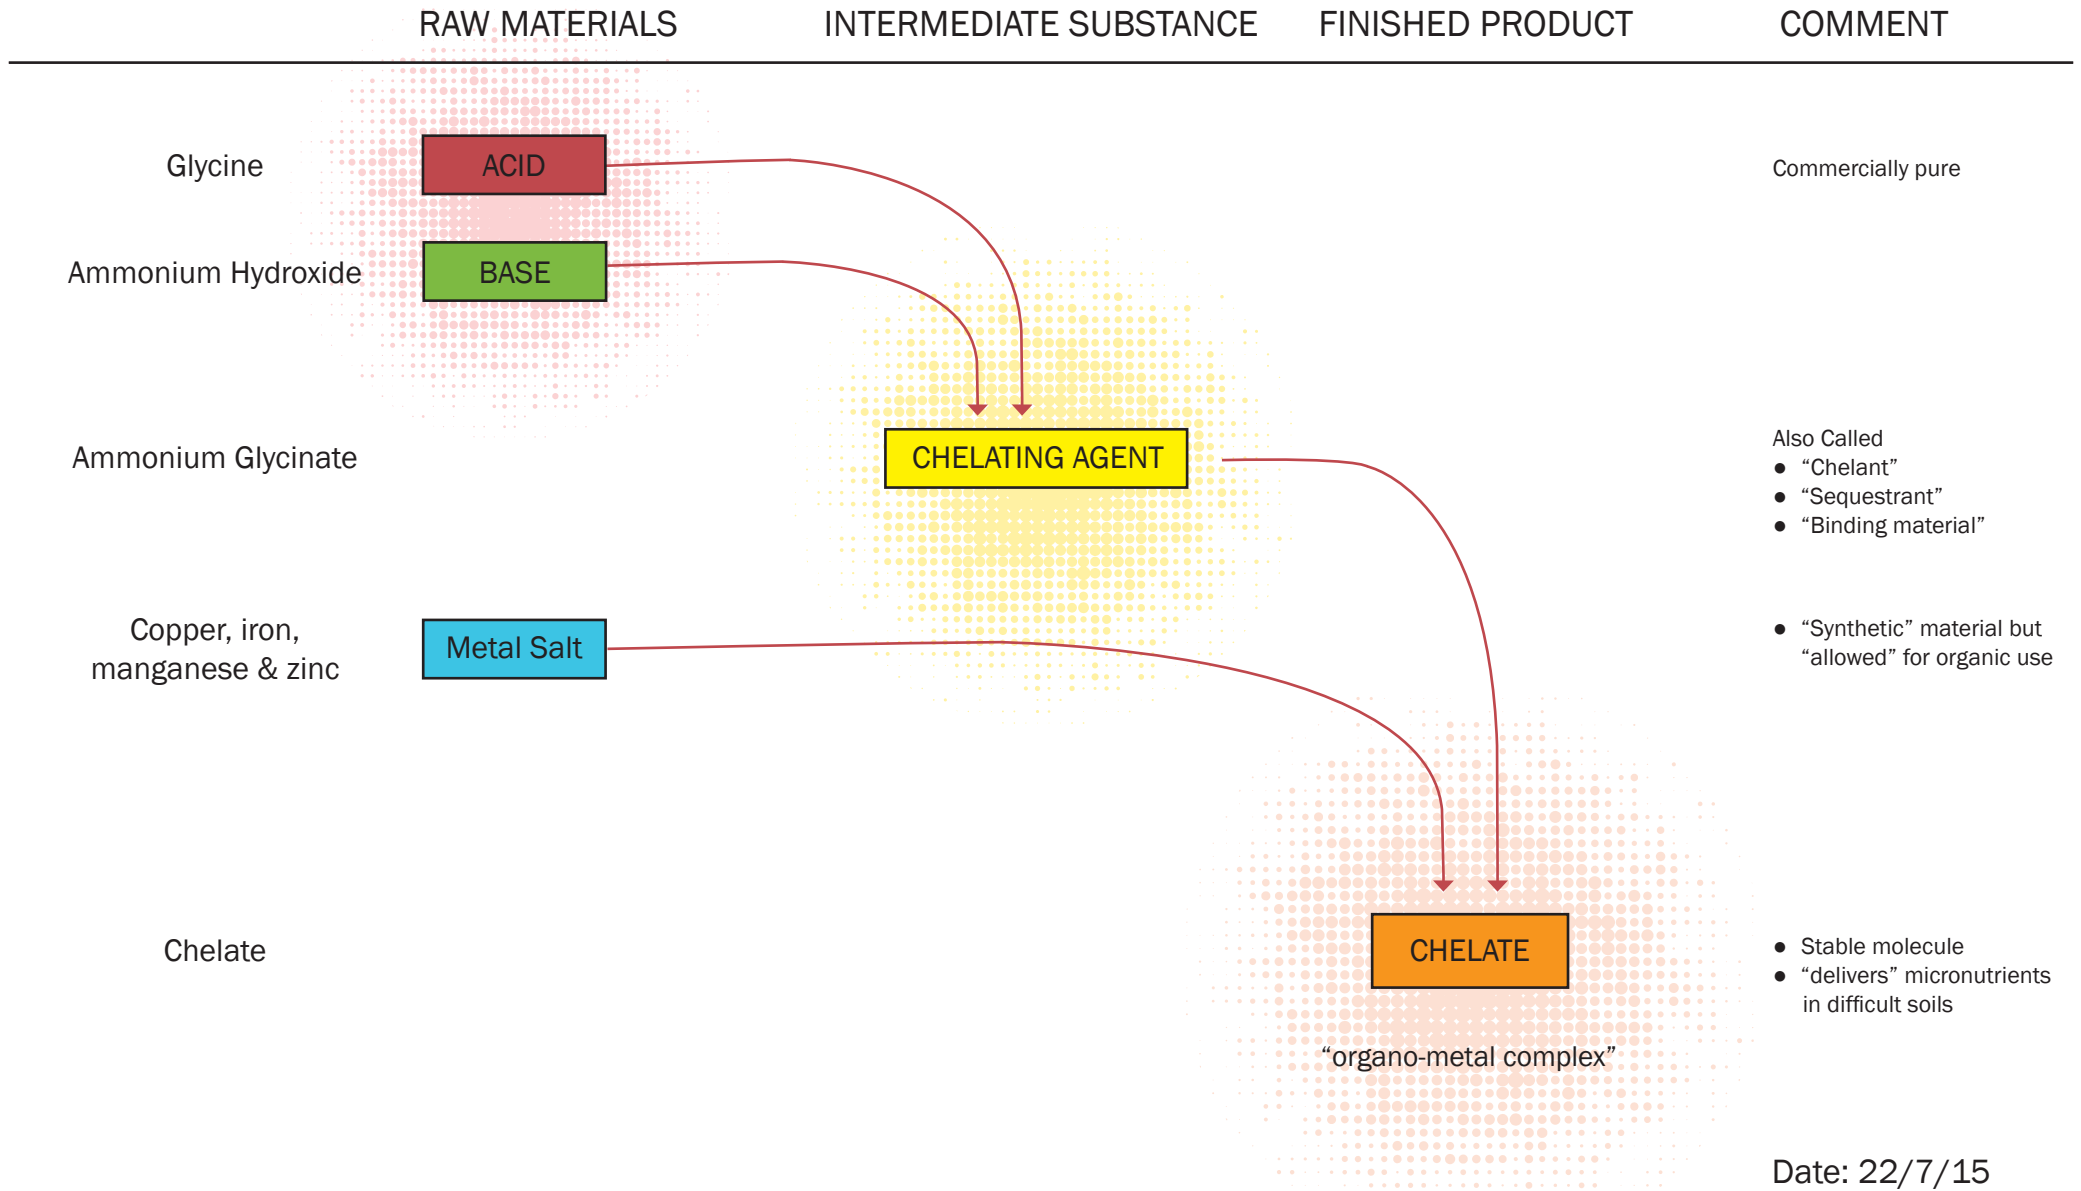 RAW MATERIALS
INTERMEDIATE SUBSTANCE
FINISHED PRODUCT
COMMENT
Glycine
ACID
Commercially pure
Ammonium Hydroxide
BASE
Ammonium Glycinate
CHELATING AGENT
Also Called
● “Chelant”
● “Sequestrant”
● “Binding material”
Copper, iron,
manganese & zinc
Metal Salt
● “Synthetic” material but
“allowed” for organic use
Chelate
CHELATE
● Stable molecule
● “delivers” micronutrients
in difficult soils
“organo-metal complex”
Date: 22/7/15